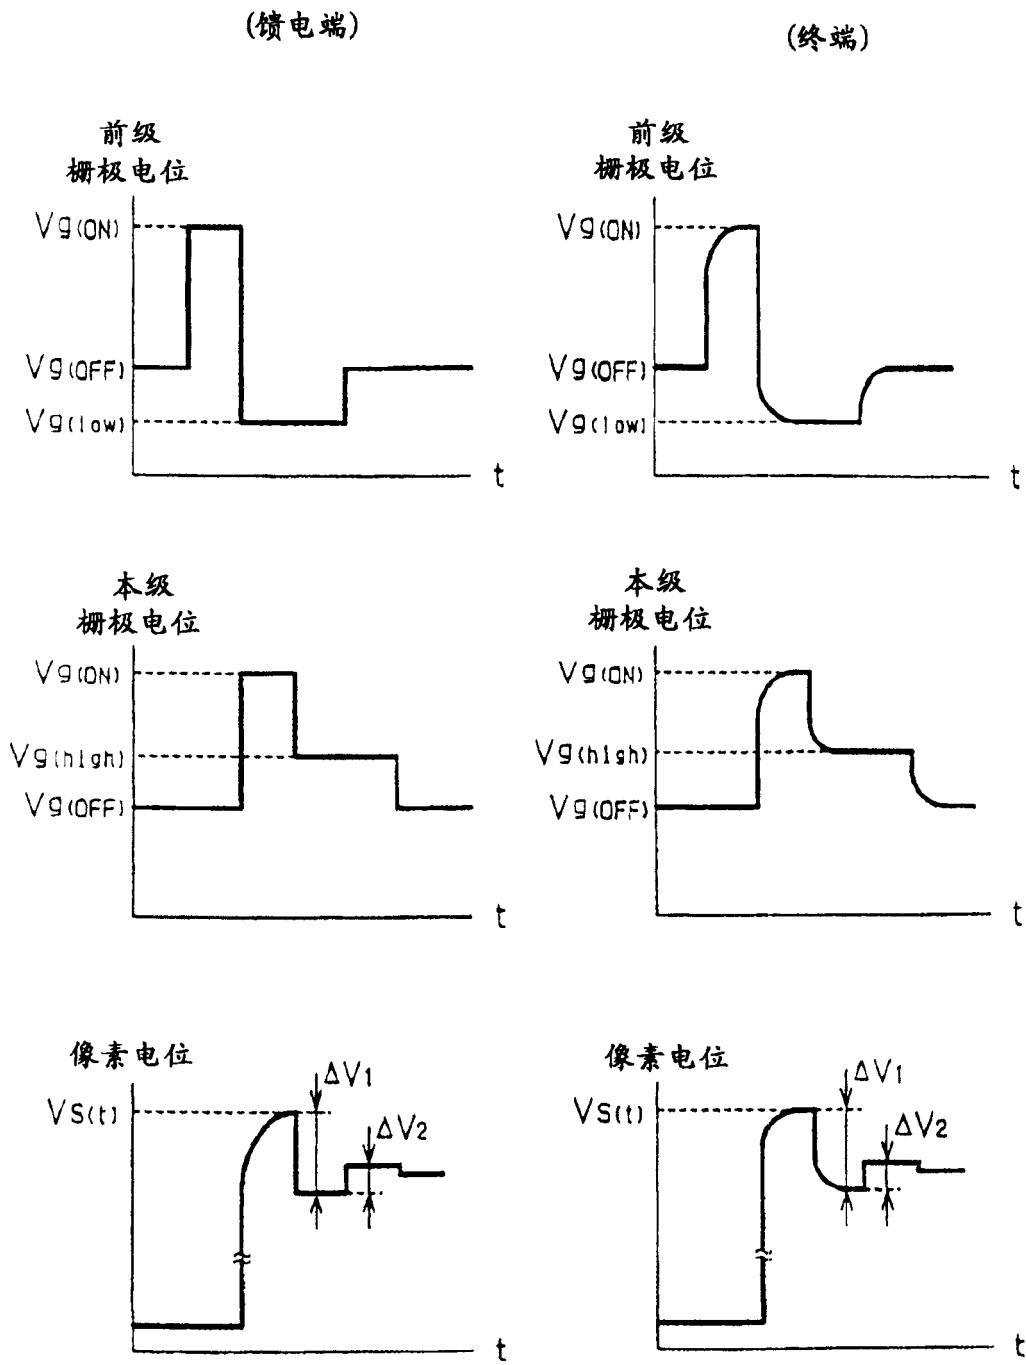 (馈电端)
(终端)
前级
栅极电位
Vg(ON)
Vg(OFF)
Vg(low)
t
前级
栅极电位
Vg(ON)
Vg(OFF)
Vg(low)
t
本级
栅极电位
Vg(ON)
Vg(high)
Vg(OFF)
t
本级
栅极电位
Vg(ON)
Vg(high)
Vg(OFF)
t
像素电位
VS(t)
ΔV1
ΔV2
t
像素电位
VS(t)
ΔV1
ΔV2
t